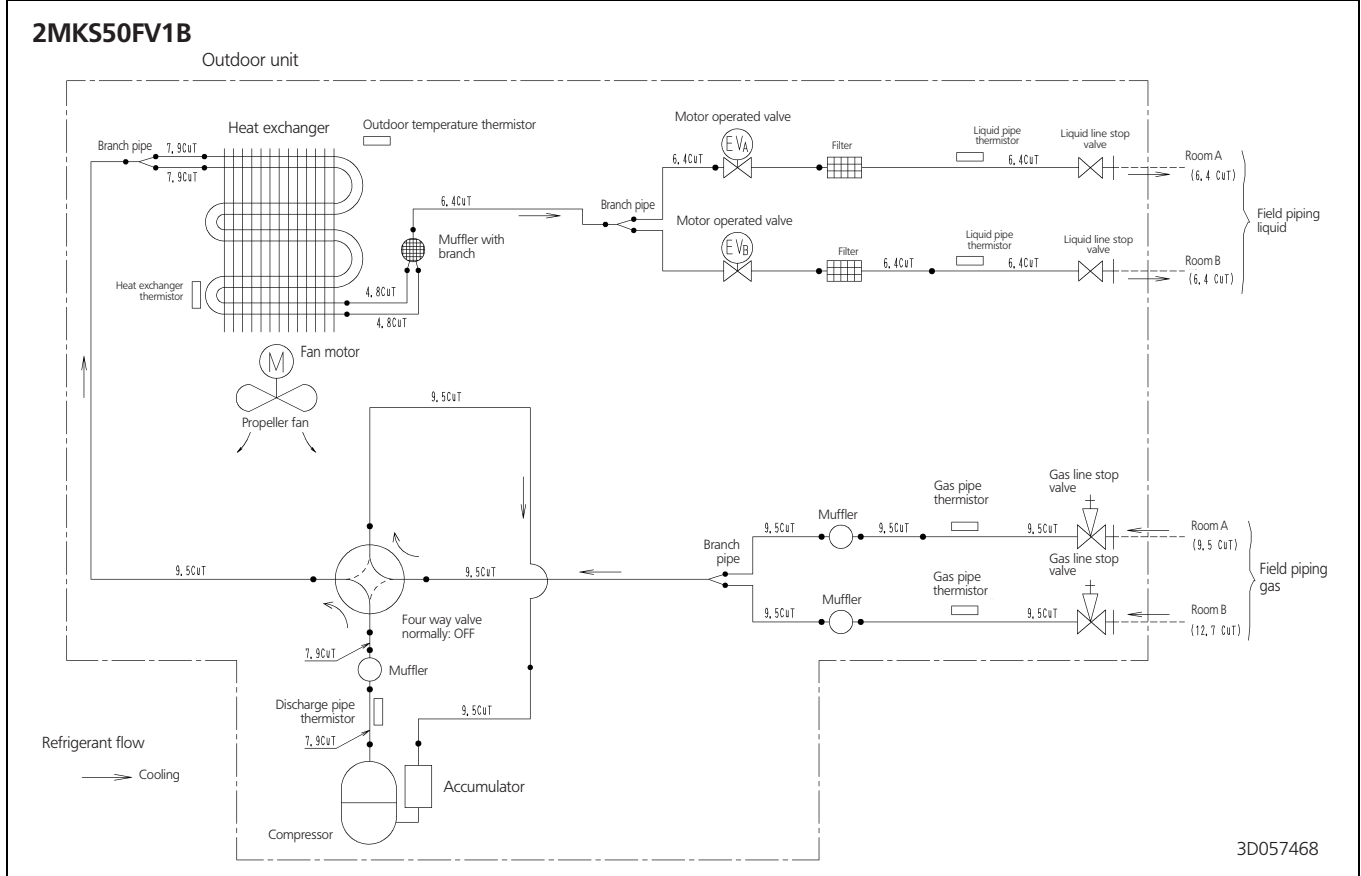 2MKS50FV1B
Outdoor unit
Heat exchanger
Outdoor temperature thermistor
Branch pipe
7.9CuT
7.9CuT
Motor operated valve
EVA
6.4CuT
Filter
Liquid pipe
thermistor
6.4CuT
Liquid line stop
valve
Room A
(6.4 CuT)
6.4CuT
Branch pipe
Muffler with
branch
Motor operated valve
EVB
Filter
6.4CuT
Liquid pipe
thermistor
6.4CuT
Liquid line stop
valve
Room B
(6.4 CuT)
Field piping
liquid
Heat exchanger
thermistor
4.8CuT
4.8CuT
M
Fan motor
Propeller fan
9.5CuT
9.5CuT
9.5CuT
Four way valve
normally: OFF
Branch
pipe
9.5CuT
Muffler
9.5CuT
Gas pipe
thermistor
9.5CuT
Gas line stop
valve
Room A
(9.5 CuT)
9.5CuT
Muffler
Gas pipe
thermistor
9.5CuT
Gas line stop
valve
Room B
(12.7 CuT)
Field piping
gas
7.9CuT
Muffler
Discharge pipe
thermistor
7.9CuT
9.5CuT
Accumulator
Compressor
Refrigerant flow
Cooling
3D057468